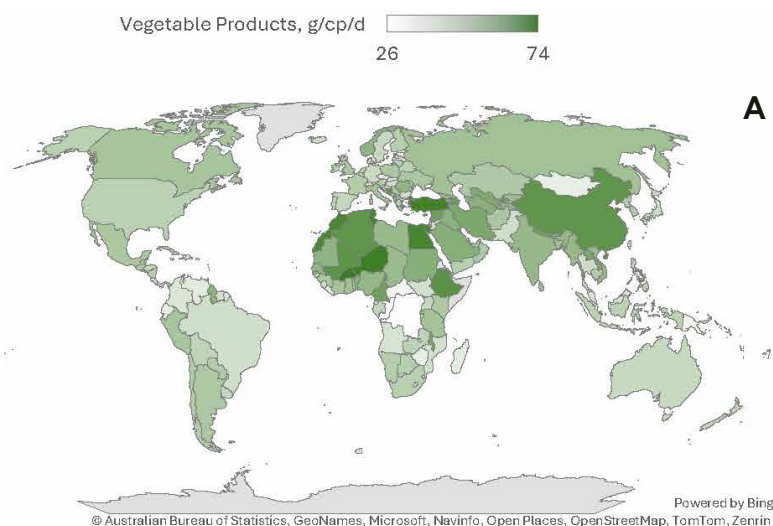 Vegetable Products, g/cp/d
26 74
A
Powered by Bing
© Australian Bureau of Statistics, GeoNames, Microsoft, Navinfo, Open Places, OpenStreetMap, TomTom, Zenrin